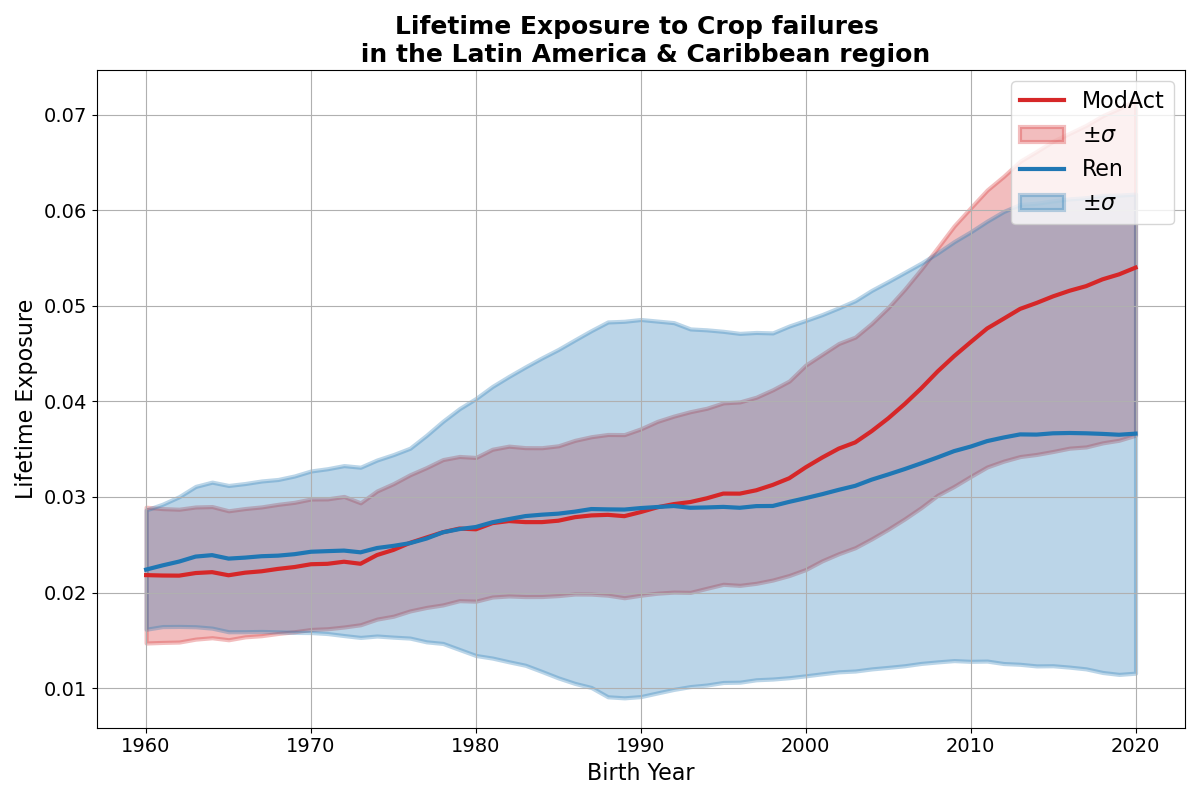 Lifetime Exposure to Crop failures
in the Latin America & Caribbean region
Lifetime Exposure
0.07
0.06
0.05
0.04
0.03
0.02
0.01
ModAct
±σ
Ren
±σ
1960 1970 1980 1990 2000 2010 2020
Birth Year